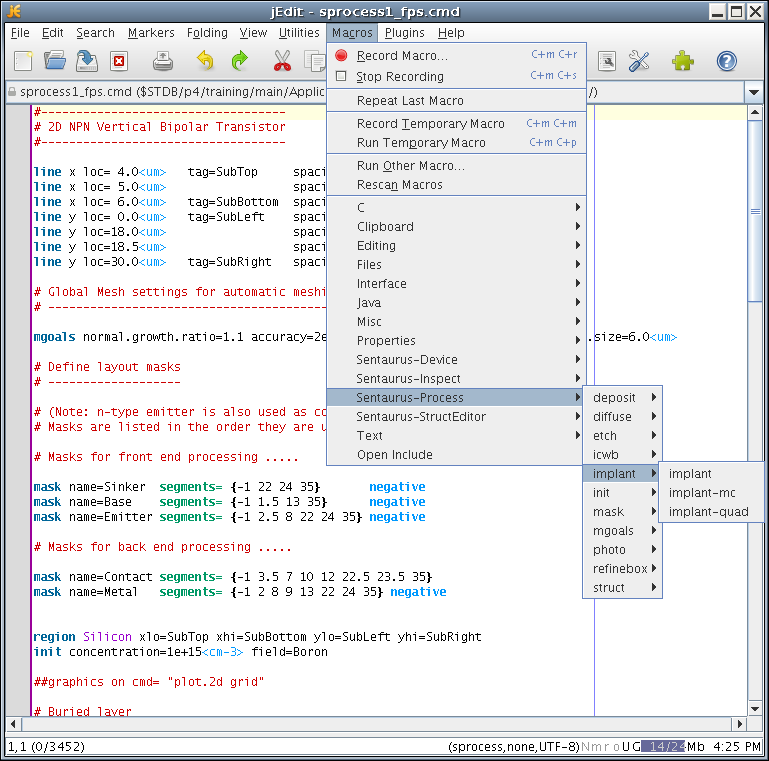 jEdit - sprocess1_fps.cmd
File Edit Search Markers Folding View Utilities Macros Plugins Help
sprocess1_fps.cmd ($STDB/p4/training/main/Applic
/)
Record Macro... C+m C+r
Stop Recording C+m C+s
Repeat Last Macro
Record Temporary Macro C+m C+m
Run Temporary Macro C+m C+p
Run Other Macro...
Rescan Macros
C
Clipboard
Editing
Files
Interface
Java
Misc
Properties
Sentaurus-Device
Sentaurus-Inspect
Sentaurus-Process
Sentaurus-StructEditor
Text
Open Include
deposit
diffuse
etch
icwb
implant
init
mask
mgoals
photo
refinebox
struct
implant
implant-mc
implant-quad
#-----------------------------------
# 2D NPN Vertical Bipolar Transistor
#-----------------------------------
line x loc= 4.0<um> tag=SubTop spaci
line x loc= 5.0<um> spaci
line x loc= 6.0<um> tag=SubBottom spaci
line y loc= 0.0<um> tag=SubLeft spaci
line y loc=18.0<um> spaci
line y loc=18.5<um> spaci
line y loc=30.0<um> tag=SubRight spaci
# Global Mesh settings for automatic meshi
# ----------------------------------------
mgoals normal.growth.ratio=1.1 accuracy=2e .size=6.0<um>
# Define layout masks
# -------------------
# (Note: n-type emitter is also used as co
# Masks are listed in the order they are u
# Masks for front end processing .....
mask name=Sinker segments= {-1 22 24 35} negative
mask name=Base segments= {-1 1.5 13 35} negative
mask name=Emitter segments= {-1 2.5 8 22 24 35} negative
# Masks for back end processing .....
mask name=Contact segments= {-1 3.5 7 10 12 22.5 23.5 35}
mask name=Metal segments= {-1 2 8 9 13 22 24 35} negative
region Silicon xlo=SubTop xhi=SubBottom ylo=SubLeft yhi=SubRight
init concentration=1e+15<cm-3> field=Boron
##graphics on cmd= "plot.2d grid"
# Buried layer
1,1 (0/3452) (sprocess,none,UTF-8)NmroUG 14/24Mb 4:25 PM